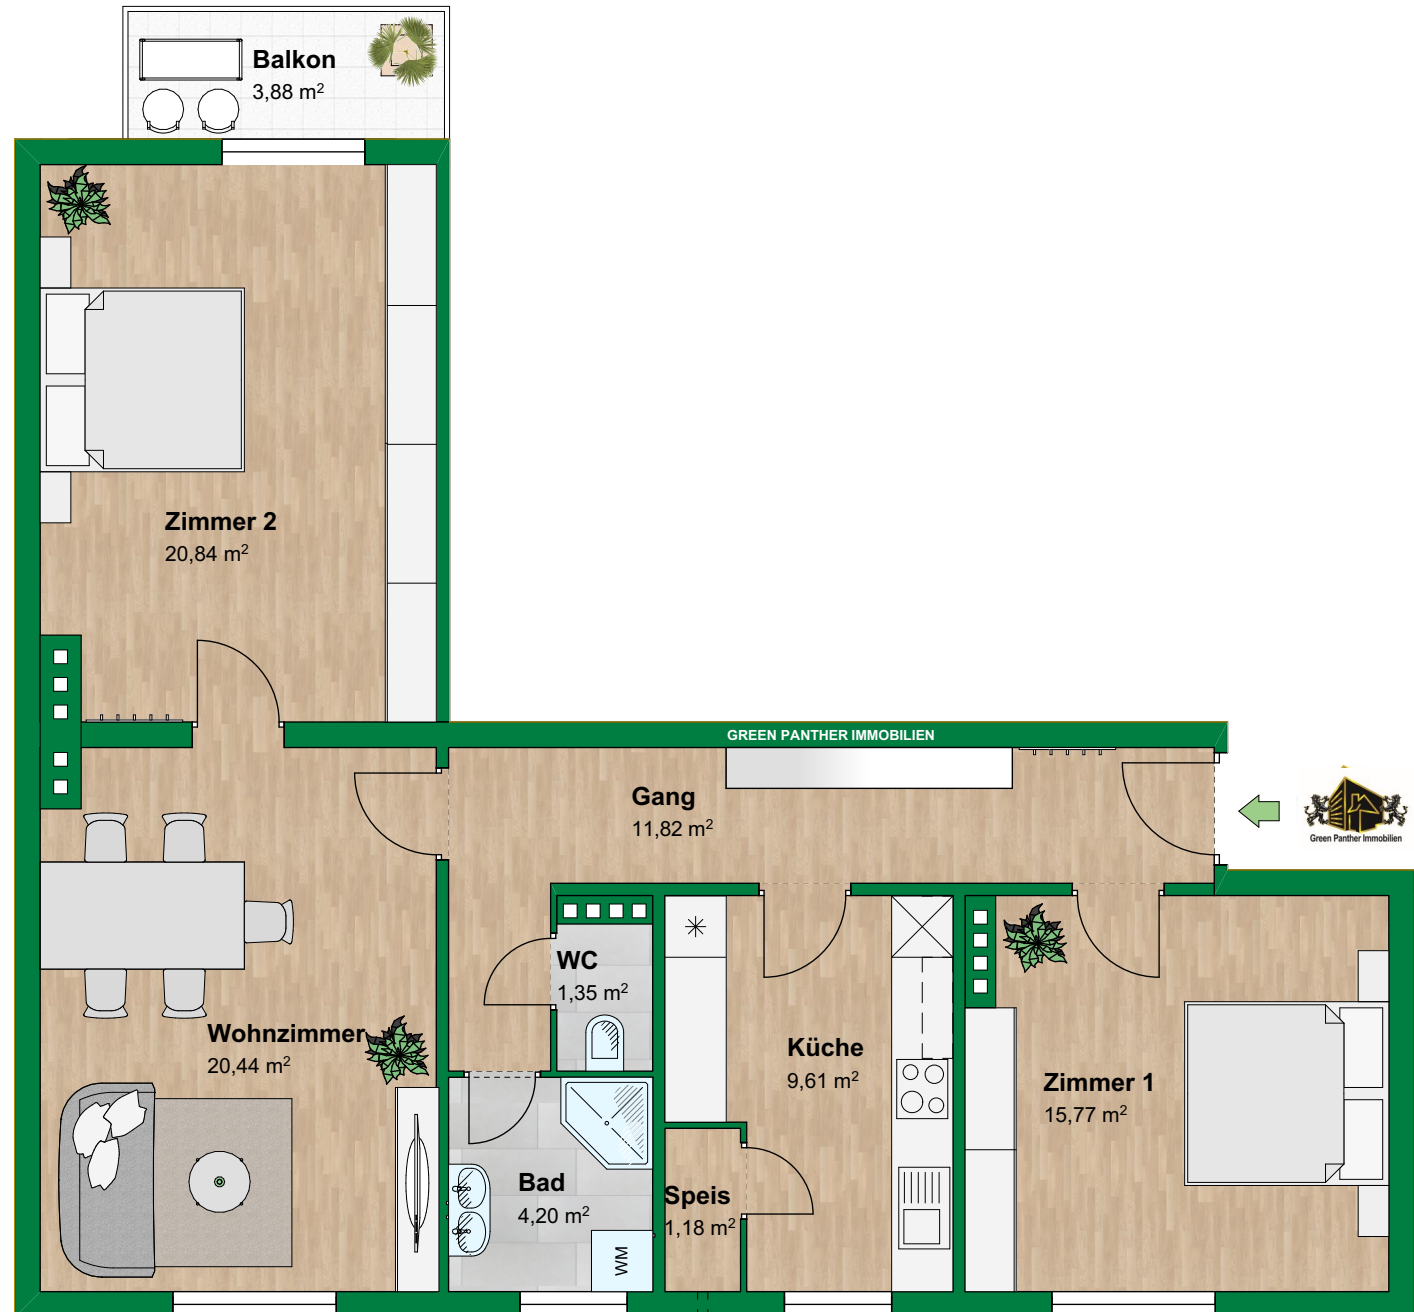 Balkon
3,88 m²
Zimmer 2
20,84 m²
GREEN PANTHER IMMOBILIEN
Gang
11,82 m²
Green Panther Immobilien
WC
1,35 m²
Wohnzimmer
20,44 m²
Küche
9,61 m²
Zimmer 1
15,77 m²
Bad
4,20 m²
Speis
1,18 m²
WM